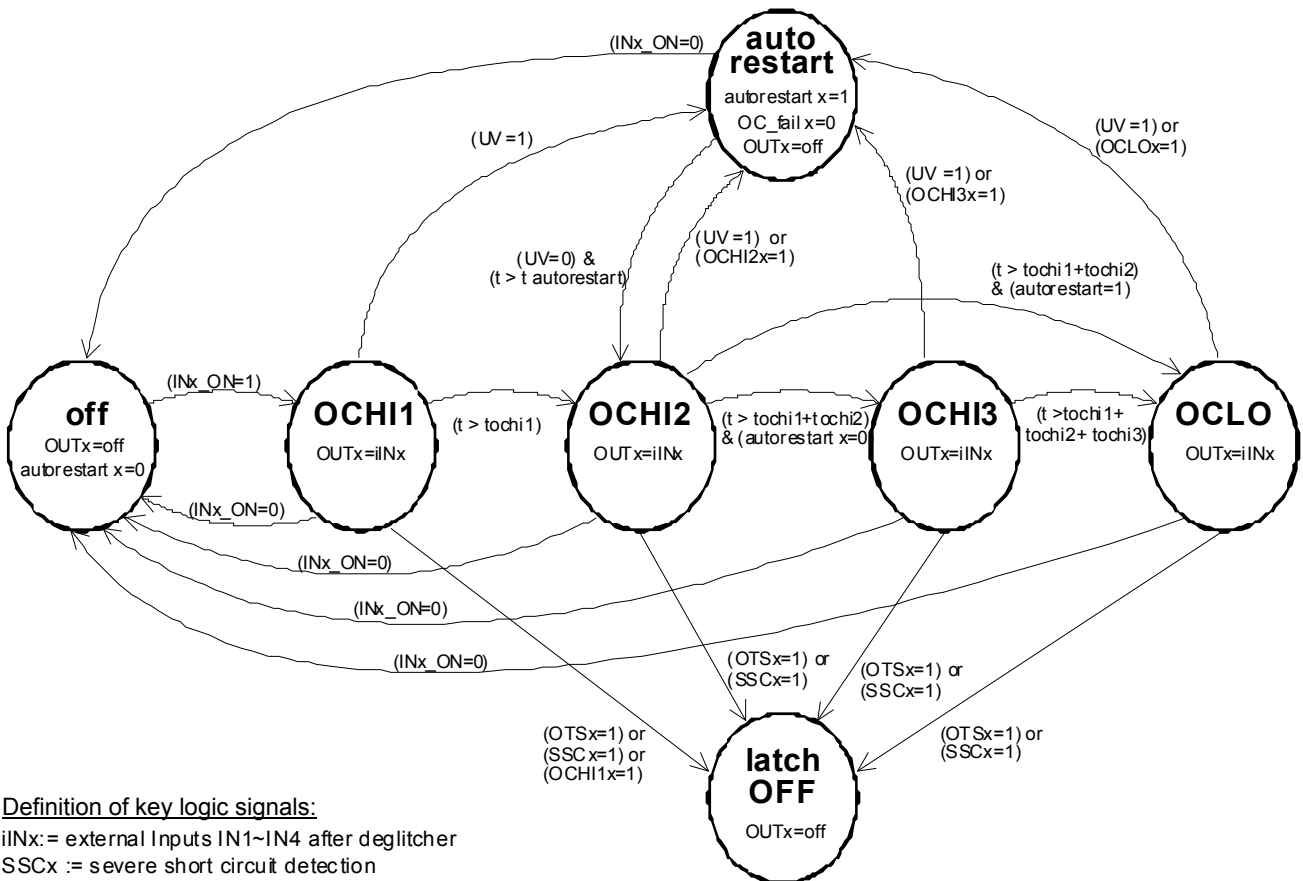 (INx_ON=0)
auto
restart
autorestart x=1
OC_fail x=0
OUTx=off
(UV =1)
(UV =1) or
(OCLOx=1)
(UV =1) or
(OCHI3x=1)
(UV =1) or
(OCHI2x=1)
(UV=0) &
(t > t autorestart)
(t > tochi1+tochi2)
& (autorestart=1)
off
OUTx=off
autorestart x=0
(INx_ON=1)
OCHI1
OUTx=iINx
(t > tochi1)
OCHI2
OUTx=iINx
(t > tochi1+tochi2)
& (autorestart x=0
OCHI3
OUTx=iINx
(t >tochi1+
tochi2+ tochi3)
OCLO
OUTx=iINx
(INx_ON=0)
(INx_ON=0)
(INx_ON=0)
(INx_ON=0)
(OTSx=1) or
(SSCx=1)
(OTSx=1) or
(SSCx=1)
(OTSx=1) or
(SSCx=1)
(OTSx=1) or
(SSCx=1) or
(OCHI1x=1)
latch
OFF
OUTx=off
Definition of key logic signals:
iINx:= external Inputs IN1~IN4 after deglitcher
SSCx := severe short circuit detection